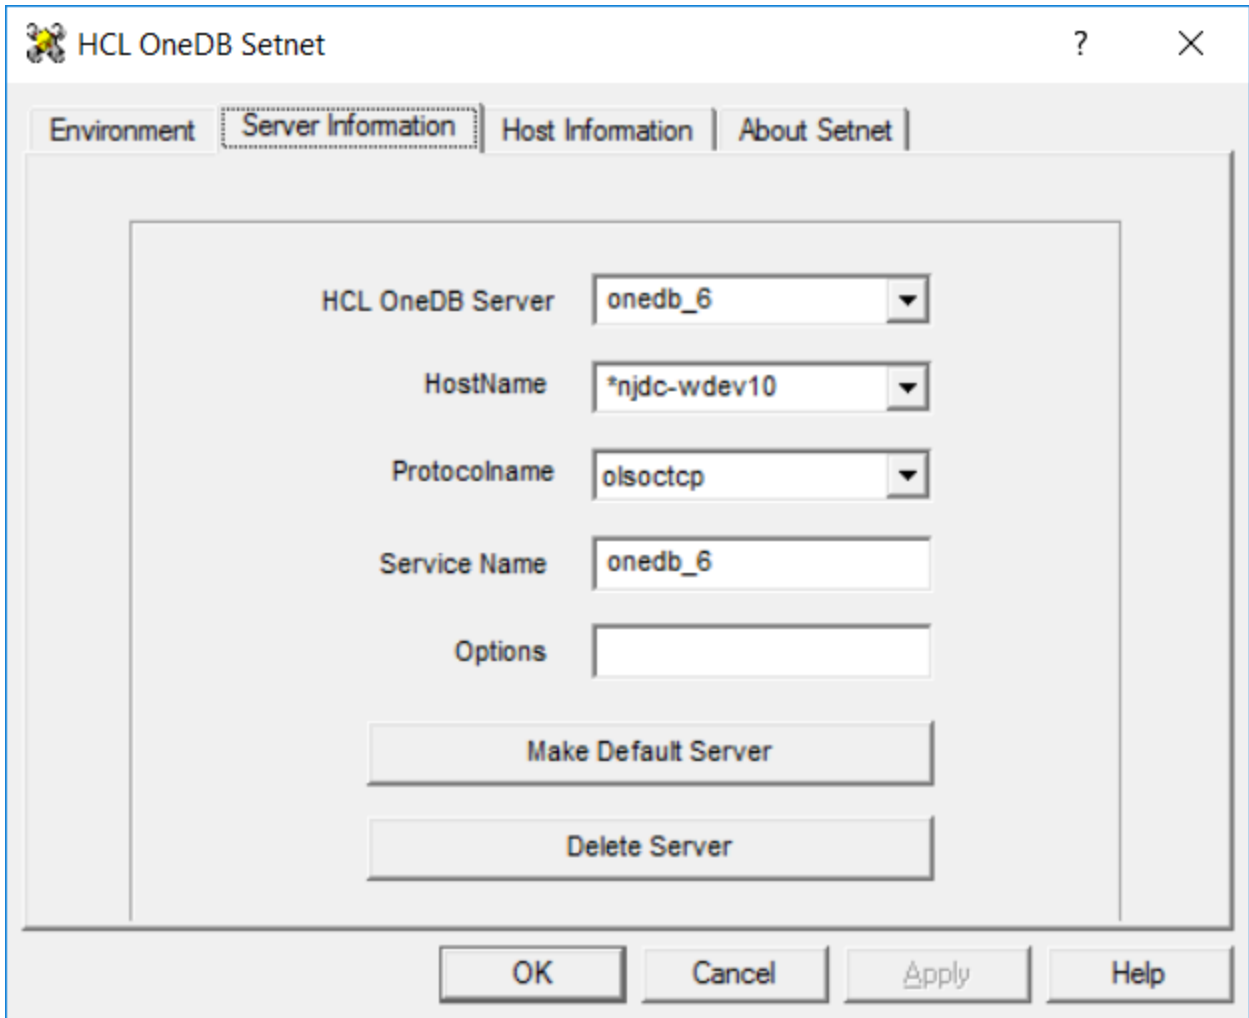 HCL OneDB Setnet ?
Environment Server Information Host Information About Setnet
HCL OneDB Server onedb_6
HostName *njdc-wdev10
Protocolname olsoctcp
Service Name onedb_6
Options
Make Default Server
Delete Server
OK Cancel Apply Help